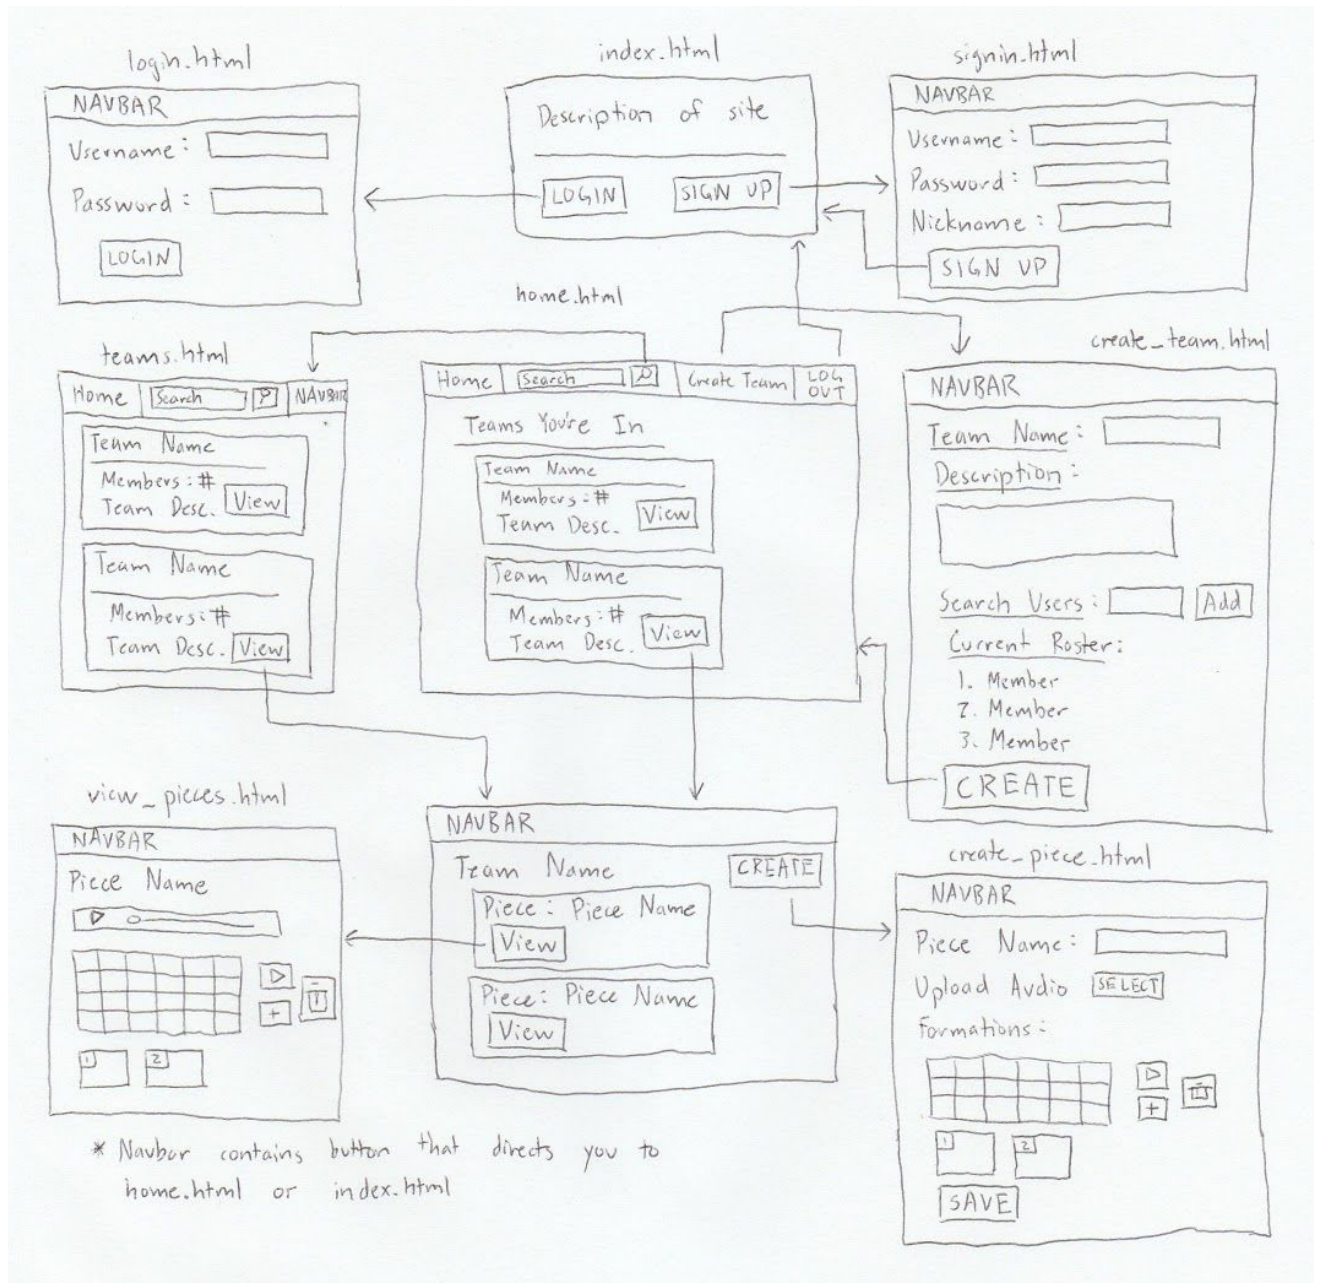 login.html
NAVBAR
Username:
Password:
LOGIN
index.html
Description of site
LOGIN SIGN UP
signin.html
NAVBAR
Username:
Password:
Nickname:
SIGN UP
teams.html
Home Search NAVBAR
Team Name
Members: #
Team Desc. View
Team Name
Members: #
Team Desc. View
home.html
Home Search Create Team LOG
OUT
Teams You're In
Team Name
Members: #
Team Desc. View
Team Name
Members: #
Team Desc. View
create_team.html
NAVBAR
Team Name:
Description:
Search Users: Add
Current Roster:
1. Member
2. Member
3. Member
CREATE
view_pieces.html
NAVBAR
Piece Name
+
1 2
NAVBAR
Team Name CREATE
Piece: Piece Name
View
Piece: Piece Name
View
create_piece.html
NAVBAR
Piece Name:
Upload Audio SELECT
Formations:
+
1 2
SAVE
* Navbar contains button that directs you to
home.html or index.html